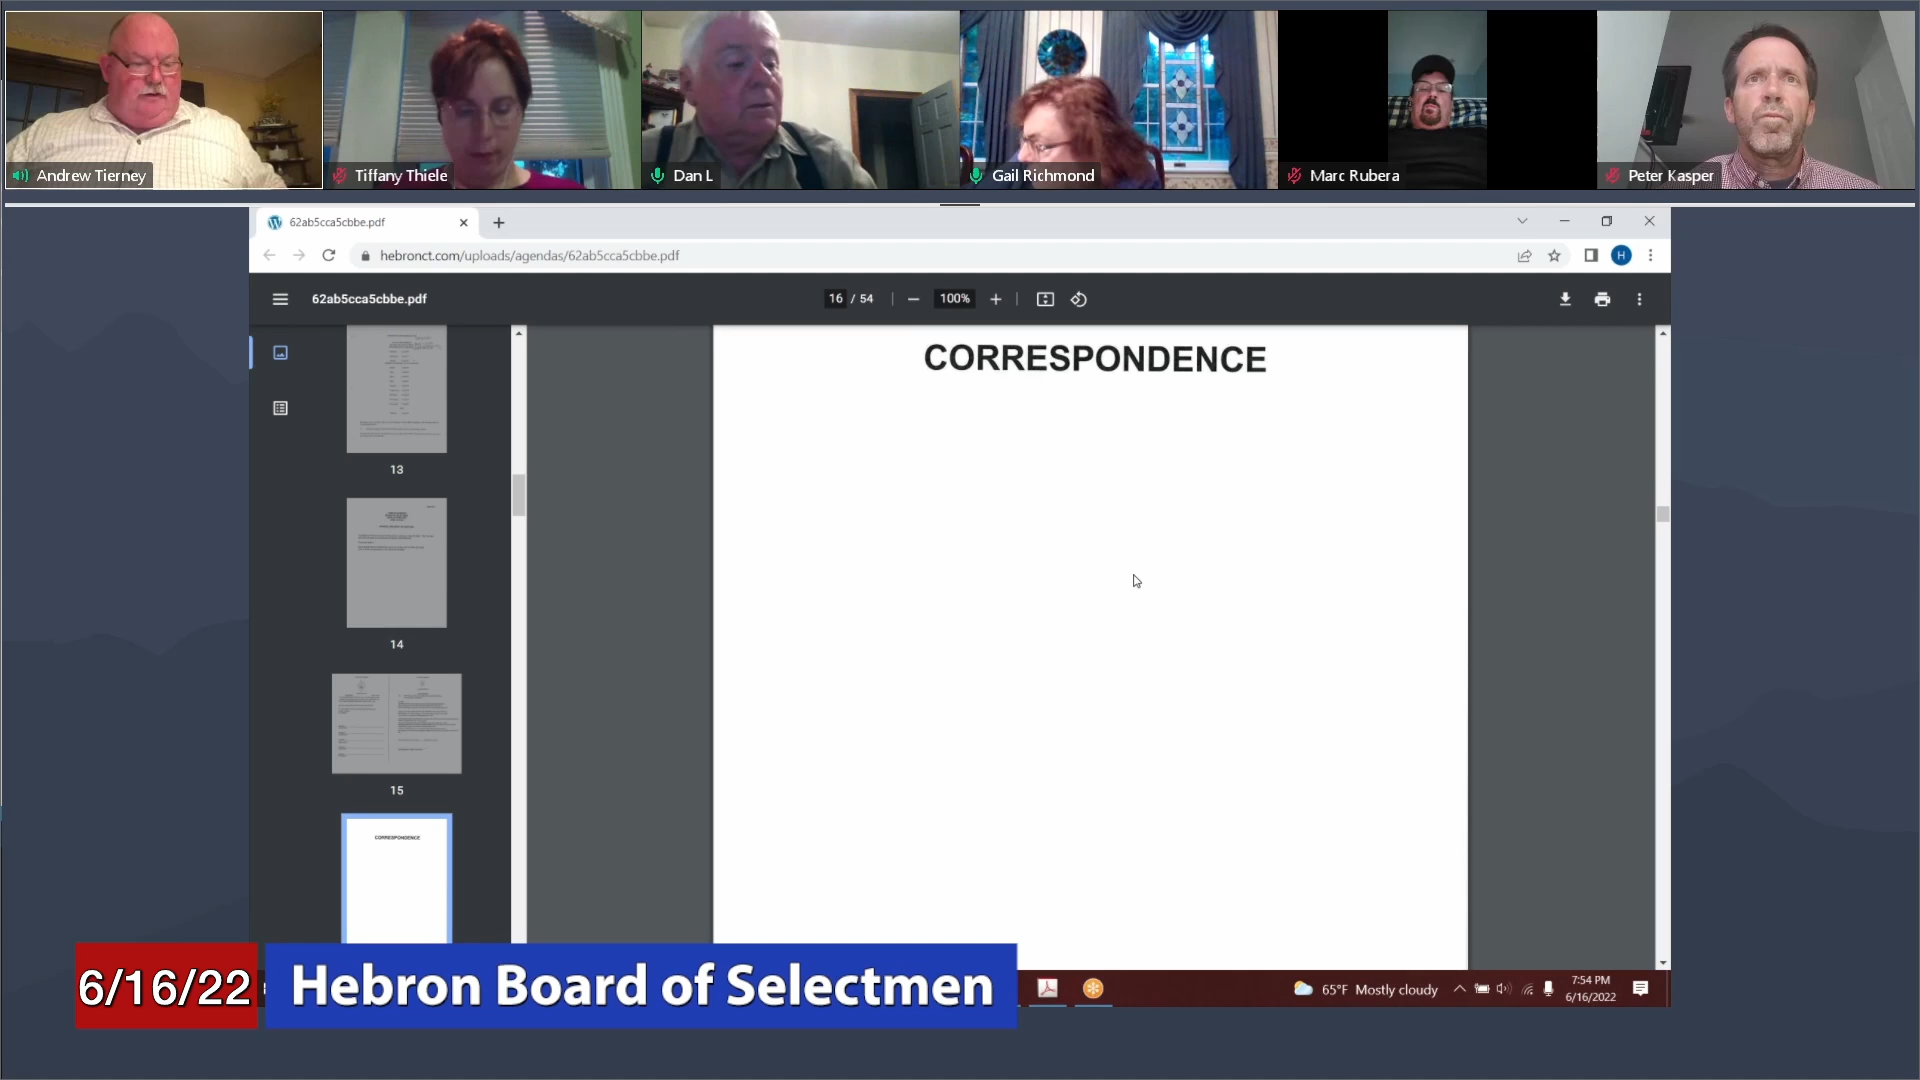 Andrew Tierney
Tiffany Thiele
Dan L
Gail Richmond
Marc Rubera
Peter Kasper
62ab5cca5cbbe.pdf
hebronct.com/uploads/agendas/62ab5cca5cbbe.pdf
H
62ab5cca5cbbe.pdf
16 / 54
100%
CORRESPONDENCE
13
14
15
CORRESPONDENCE
6/16/22
Hebron Board of Selectmen
65°F Mostly cloudy
7:54 PM
6/16/2022